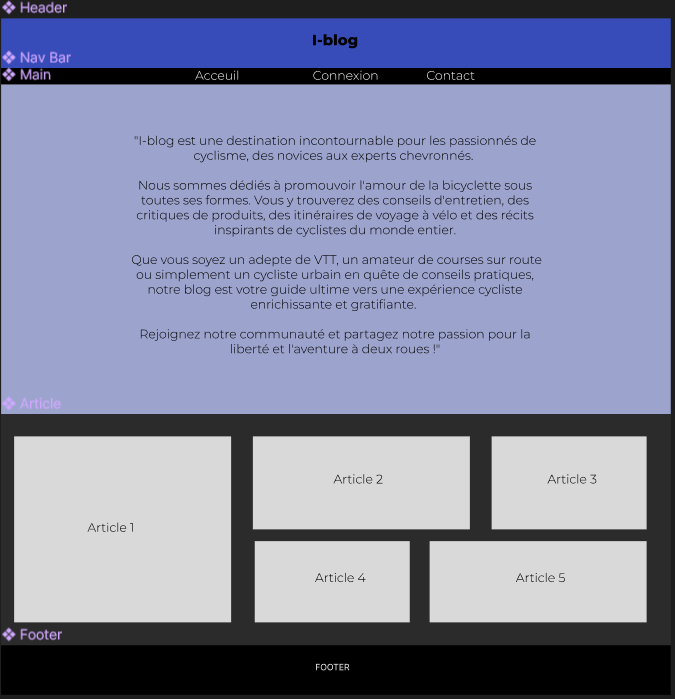 Header
I-blog
Nav Bar
Main
Acceuil Connexion Contact
"I-blog est une destination incontournable pour les passionnés de
cyclisme, des novices aux experts chevronnés.
Nous sommes dédiés à promouvoir l'amour de la bicyclette sous
toutes ses formes. Vous y trouverez des conseils d'entretien, des
critiques de produits, des itinéraires de voyage à vélo et des récits
inspirants de cyclistes du monde entier.
Que vous soyez un adepte de VTT, un amateur de courses sur route
ou simplement un cycliste urbain en quête de conseils pratiques,
notre blog est votre guide ultime vers une expérience cycliste
enrichissante et gratifiante.
Rejoignez notre communauté et partagez notre passion pour la
liberté et l'aventure à deux roues !"
Article
Article 1
Article 2
Article 3
Article 4
Article 5
Footer
FOOTER